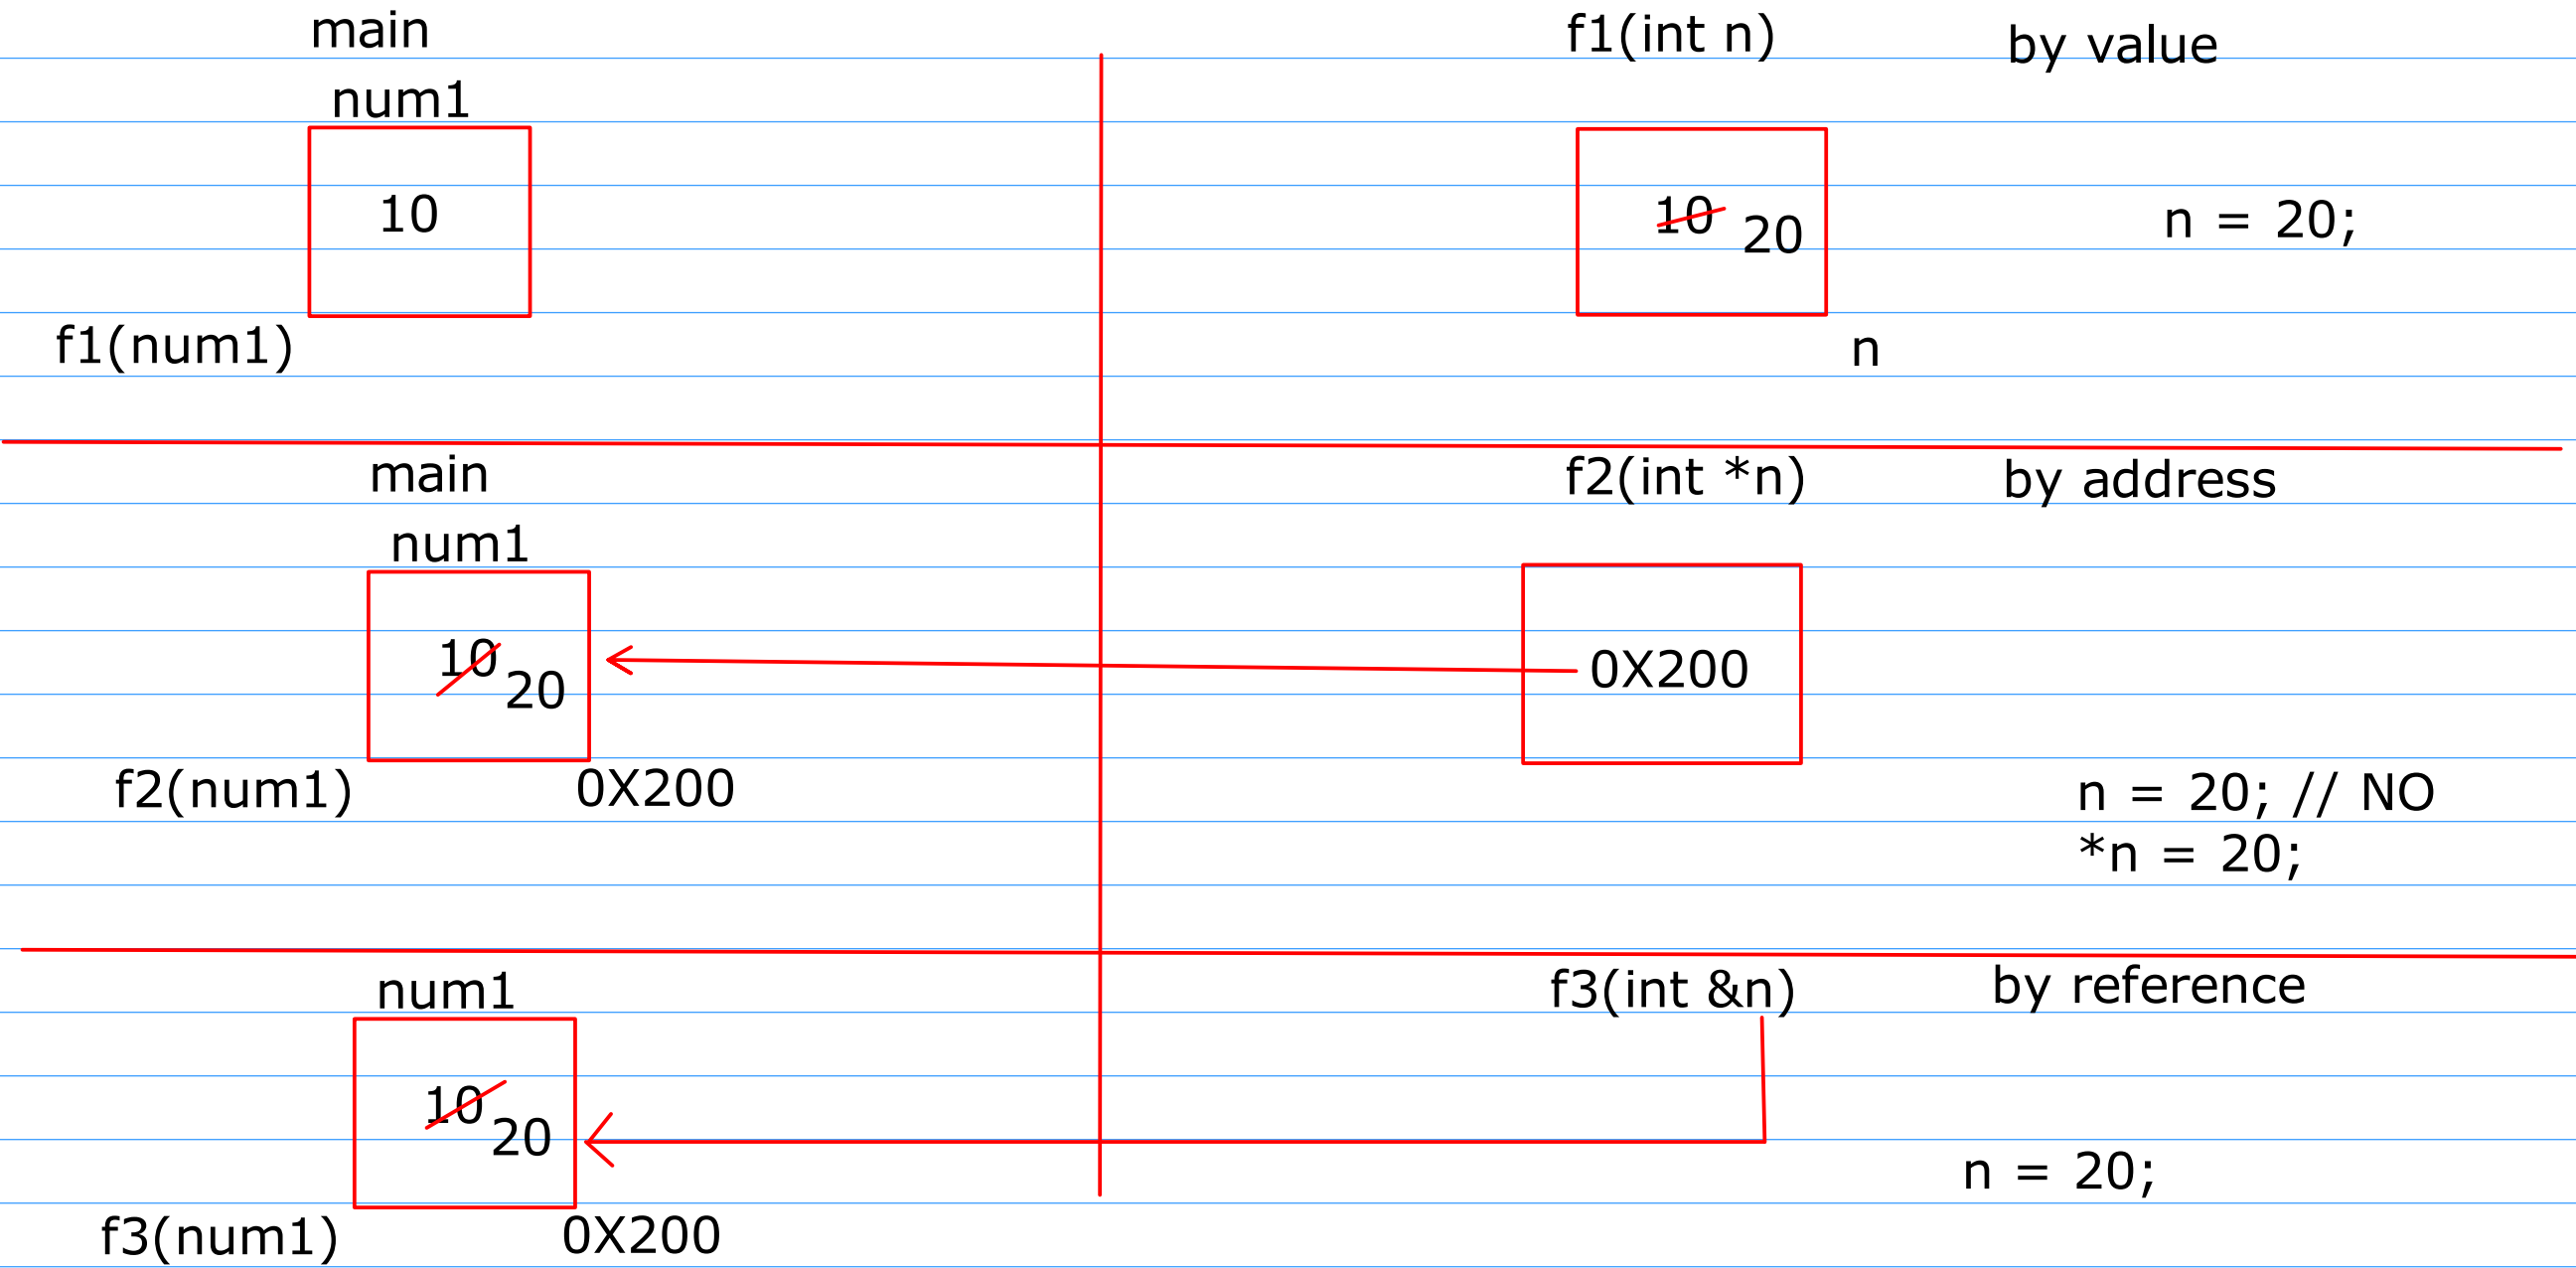 main
f1(int n)
by value
num1
10
10 20
n = 20;
f1(num1)
n
main
f2(int *n)
by address
num1
10
20
0X200
f2(num1)
0X200
n = 20; // NO
*n = 20;
num1
f3(int &n)
by reference
10
20
n = 20;
f3(num1)
0X200